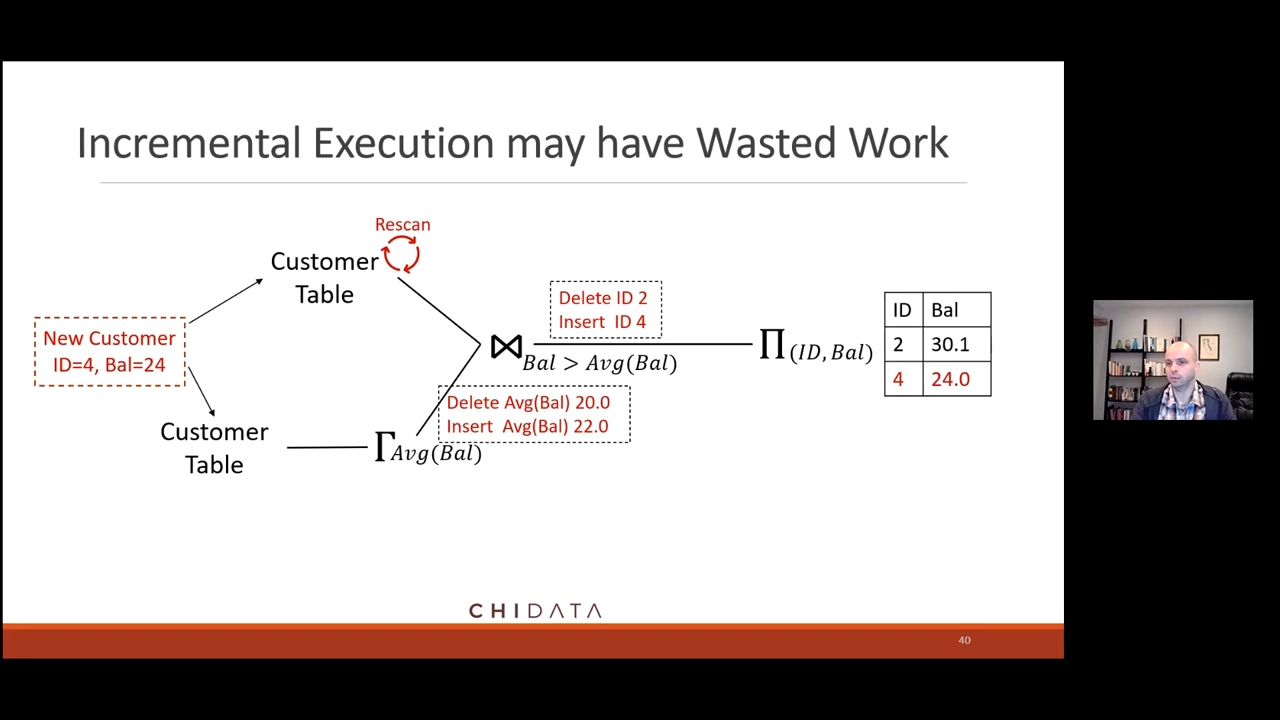 Incremental Execution may have Wasted Work
Rescan
Customer
Table
New Customer
ID=4, Bal=24
Customer
Table
Γ Avg(Bal)
Delete Avg(Bal) 20.0
Insert Avg(Bal) 22.0
⋈ Bal > Avg(Bal)
Delete ID 2
Insert ID 4
Π (ID, Bal)
ID Bal
2 30.1
4 24.0
CHIDATA
40